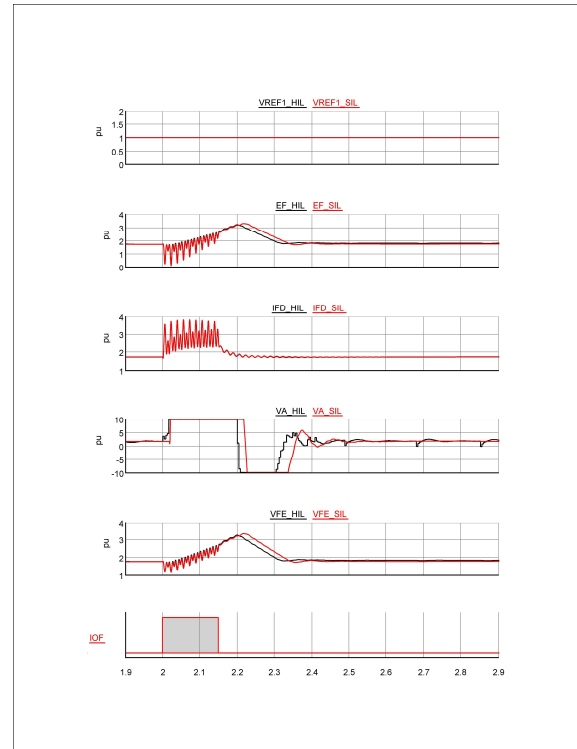 VREF1_HIL VREF1_SIL
2
1.5
1
0.5
0
pu
EF_HIL EF_SIL
4
3
2
1
0
pu
IFD_HIL IFD_SIL
4
3
2
1
VA_HIL VA_SIL
10
5
0
-5
-10
pu
VFE_HIL VFE_SIL
4
3
2
1
pu
IOF
1.9 2 2.1 2.2 2.3 2.4 2.5 2.6 2.7 2.8 2.9